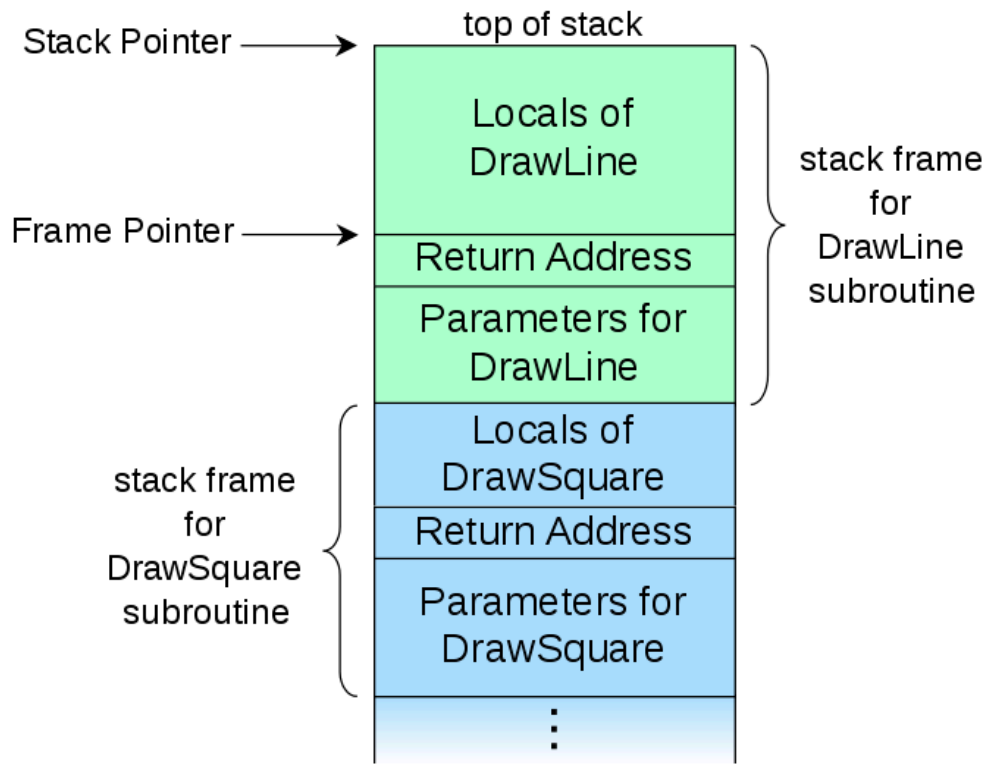 top of stack
Stack Pointer
Locals of
DrawLine
stack frame
for
DrawLine
subroutine
Frame Pointer
Return Address
Parameters for
DrawLine
Locals of
DrawSquare
stack frame
for
DrawSquare
subroutine
Return Address
Parameters for
DrawSquare